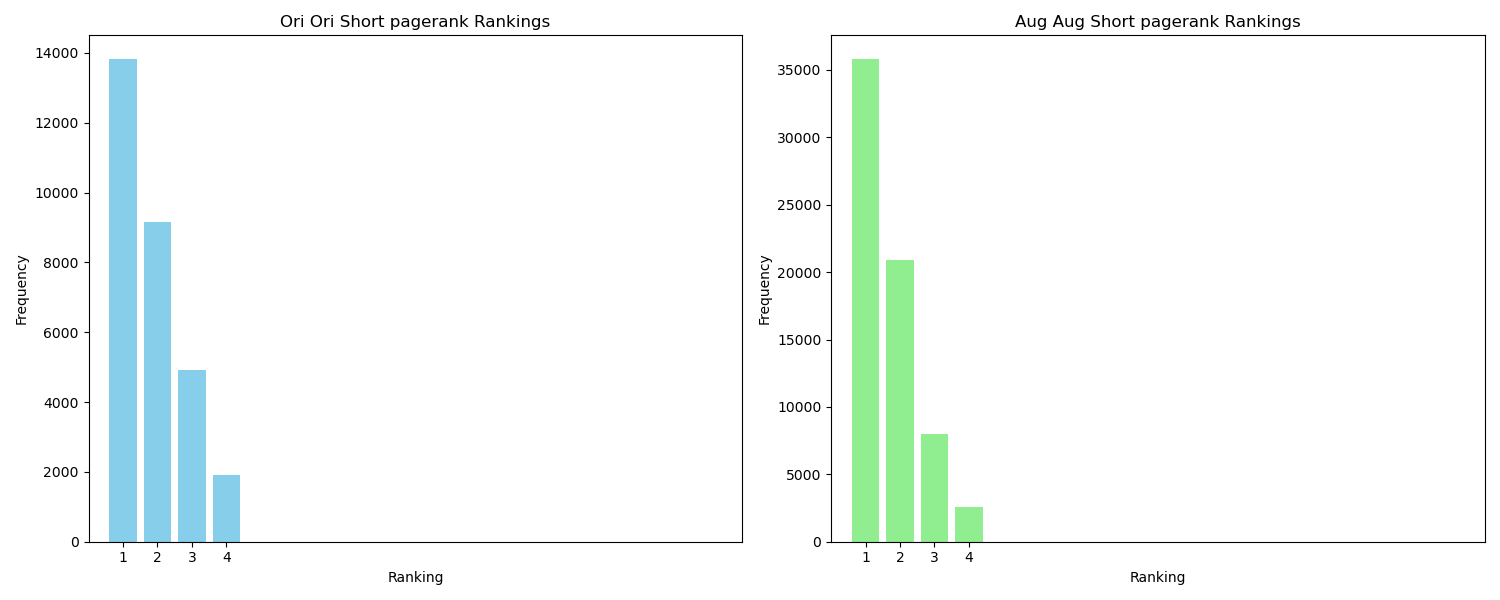 Ori Ori Short pagerank Rankings
14000
12000
10000
8000
6000
4000
2000
0
Frequency
1 2 3 4
Ranking
Aug Aug Short pagerank Rankings
35000
30000
25000
20000
15000
10000
5000
0
Frequency
1 2 3 4
Ranking